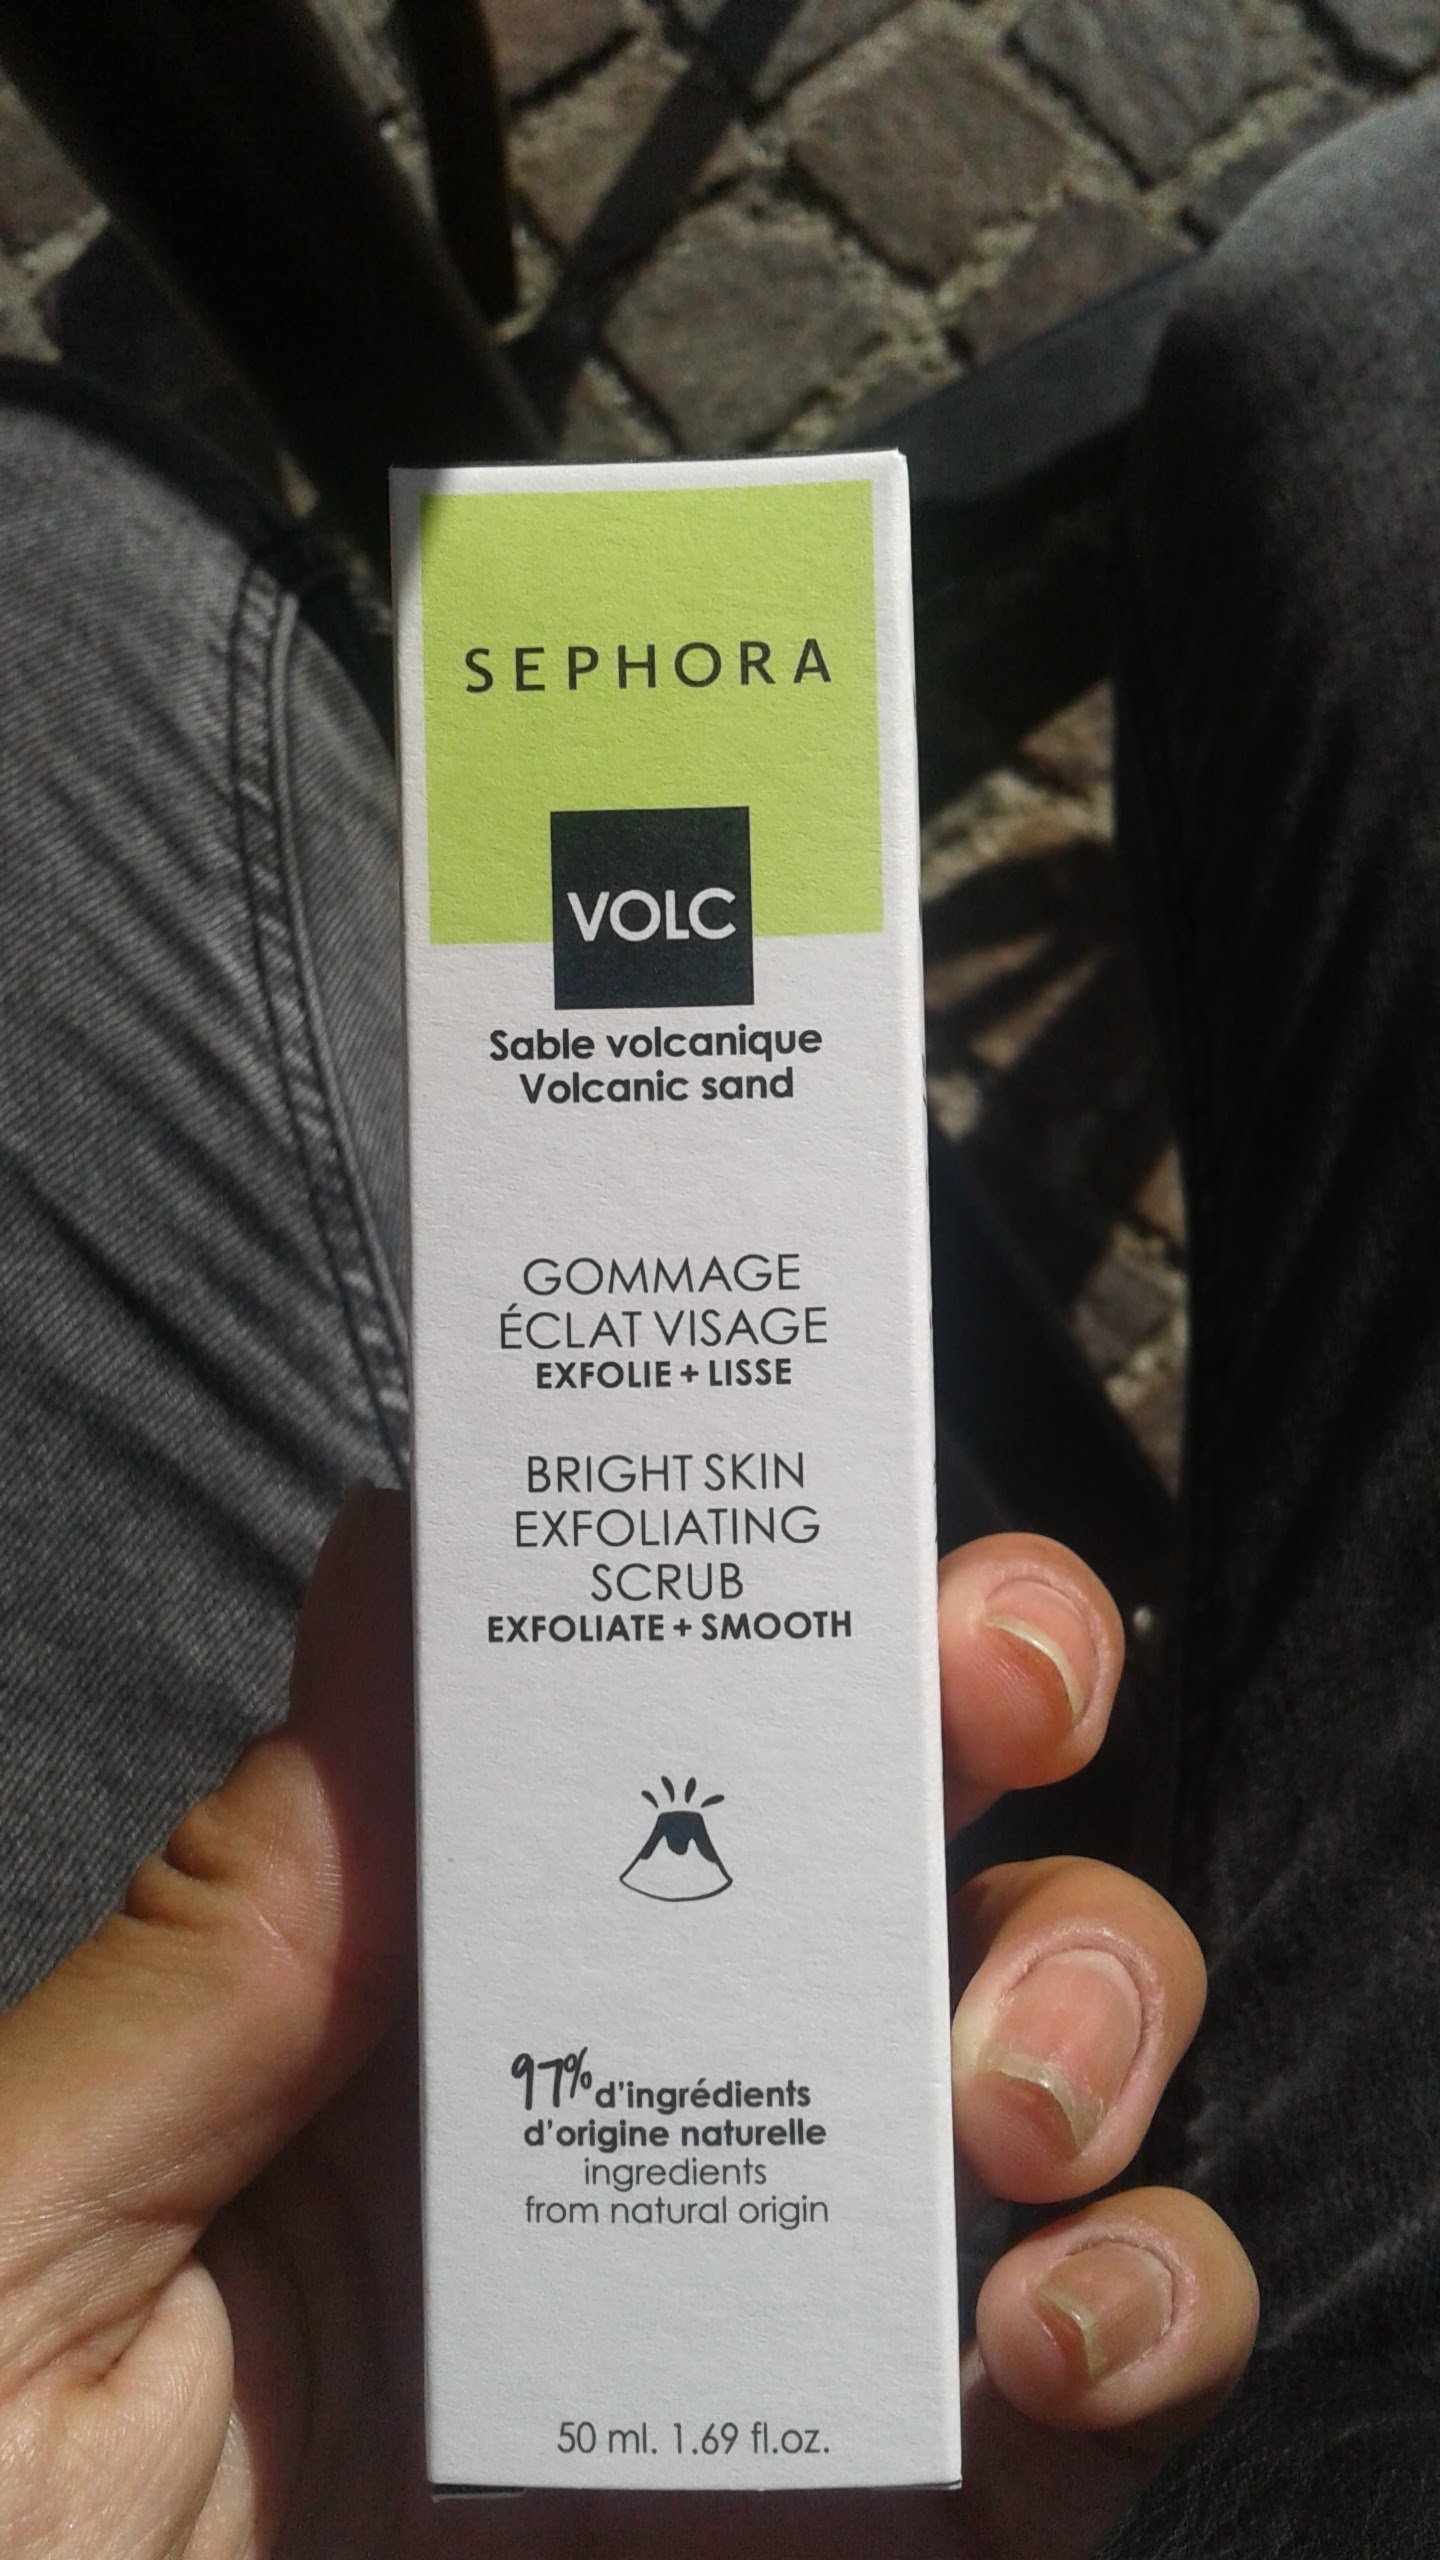 SEPHORA
VOLC
Sable volcanique
Volcanic sand
GOMMAGE
ÉCLAT VISAGE
EXFOLIE + LISSE
BRIGHT SKIN
EXFOLIATING
SCRUB
EXFOLIATE + SMOOTH
97% d'ingrédients
d'origine naturelle
ingredients
from natural origin
50 ml. 1.69 fl.oz.